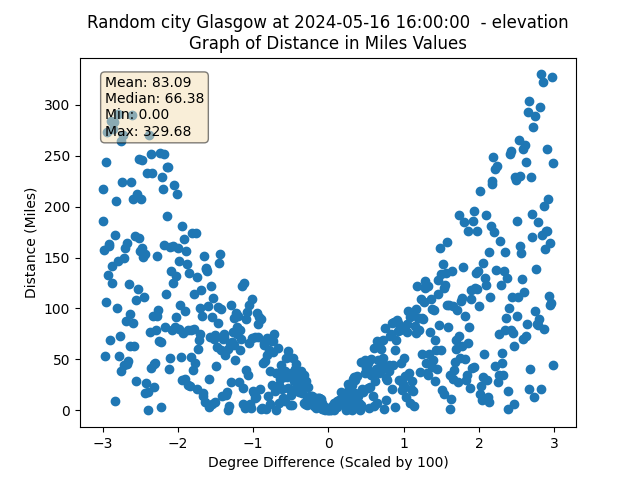 Random city Glasgow at 2024-05-16 16:00:00  - elevation
Graph of Distance in Miles Values
Mean: 83.09
Median: 66.38
Min: 0.00
Max: 329.68
Distance (Miles)
300
250
200
150
100
50
0
−3 −2 −1 0 1 2 3
Degree Difference (Scaled by 100)